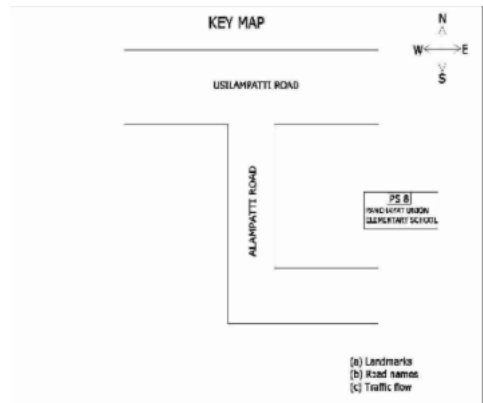 KEY MAP
N
W E
S
USILAMPATTI ROAD
ALAMPATTI ROAD
PS 8
PANCHAYAT UNION
ELEMENTARY SCHOOL
(a) Landmarks
(b) Road names
(c) Traffic flow